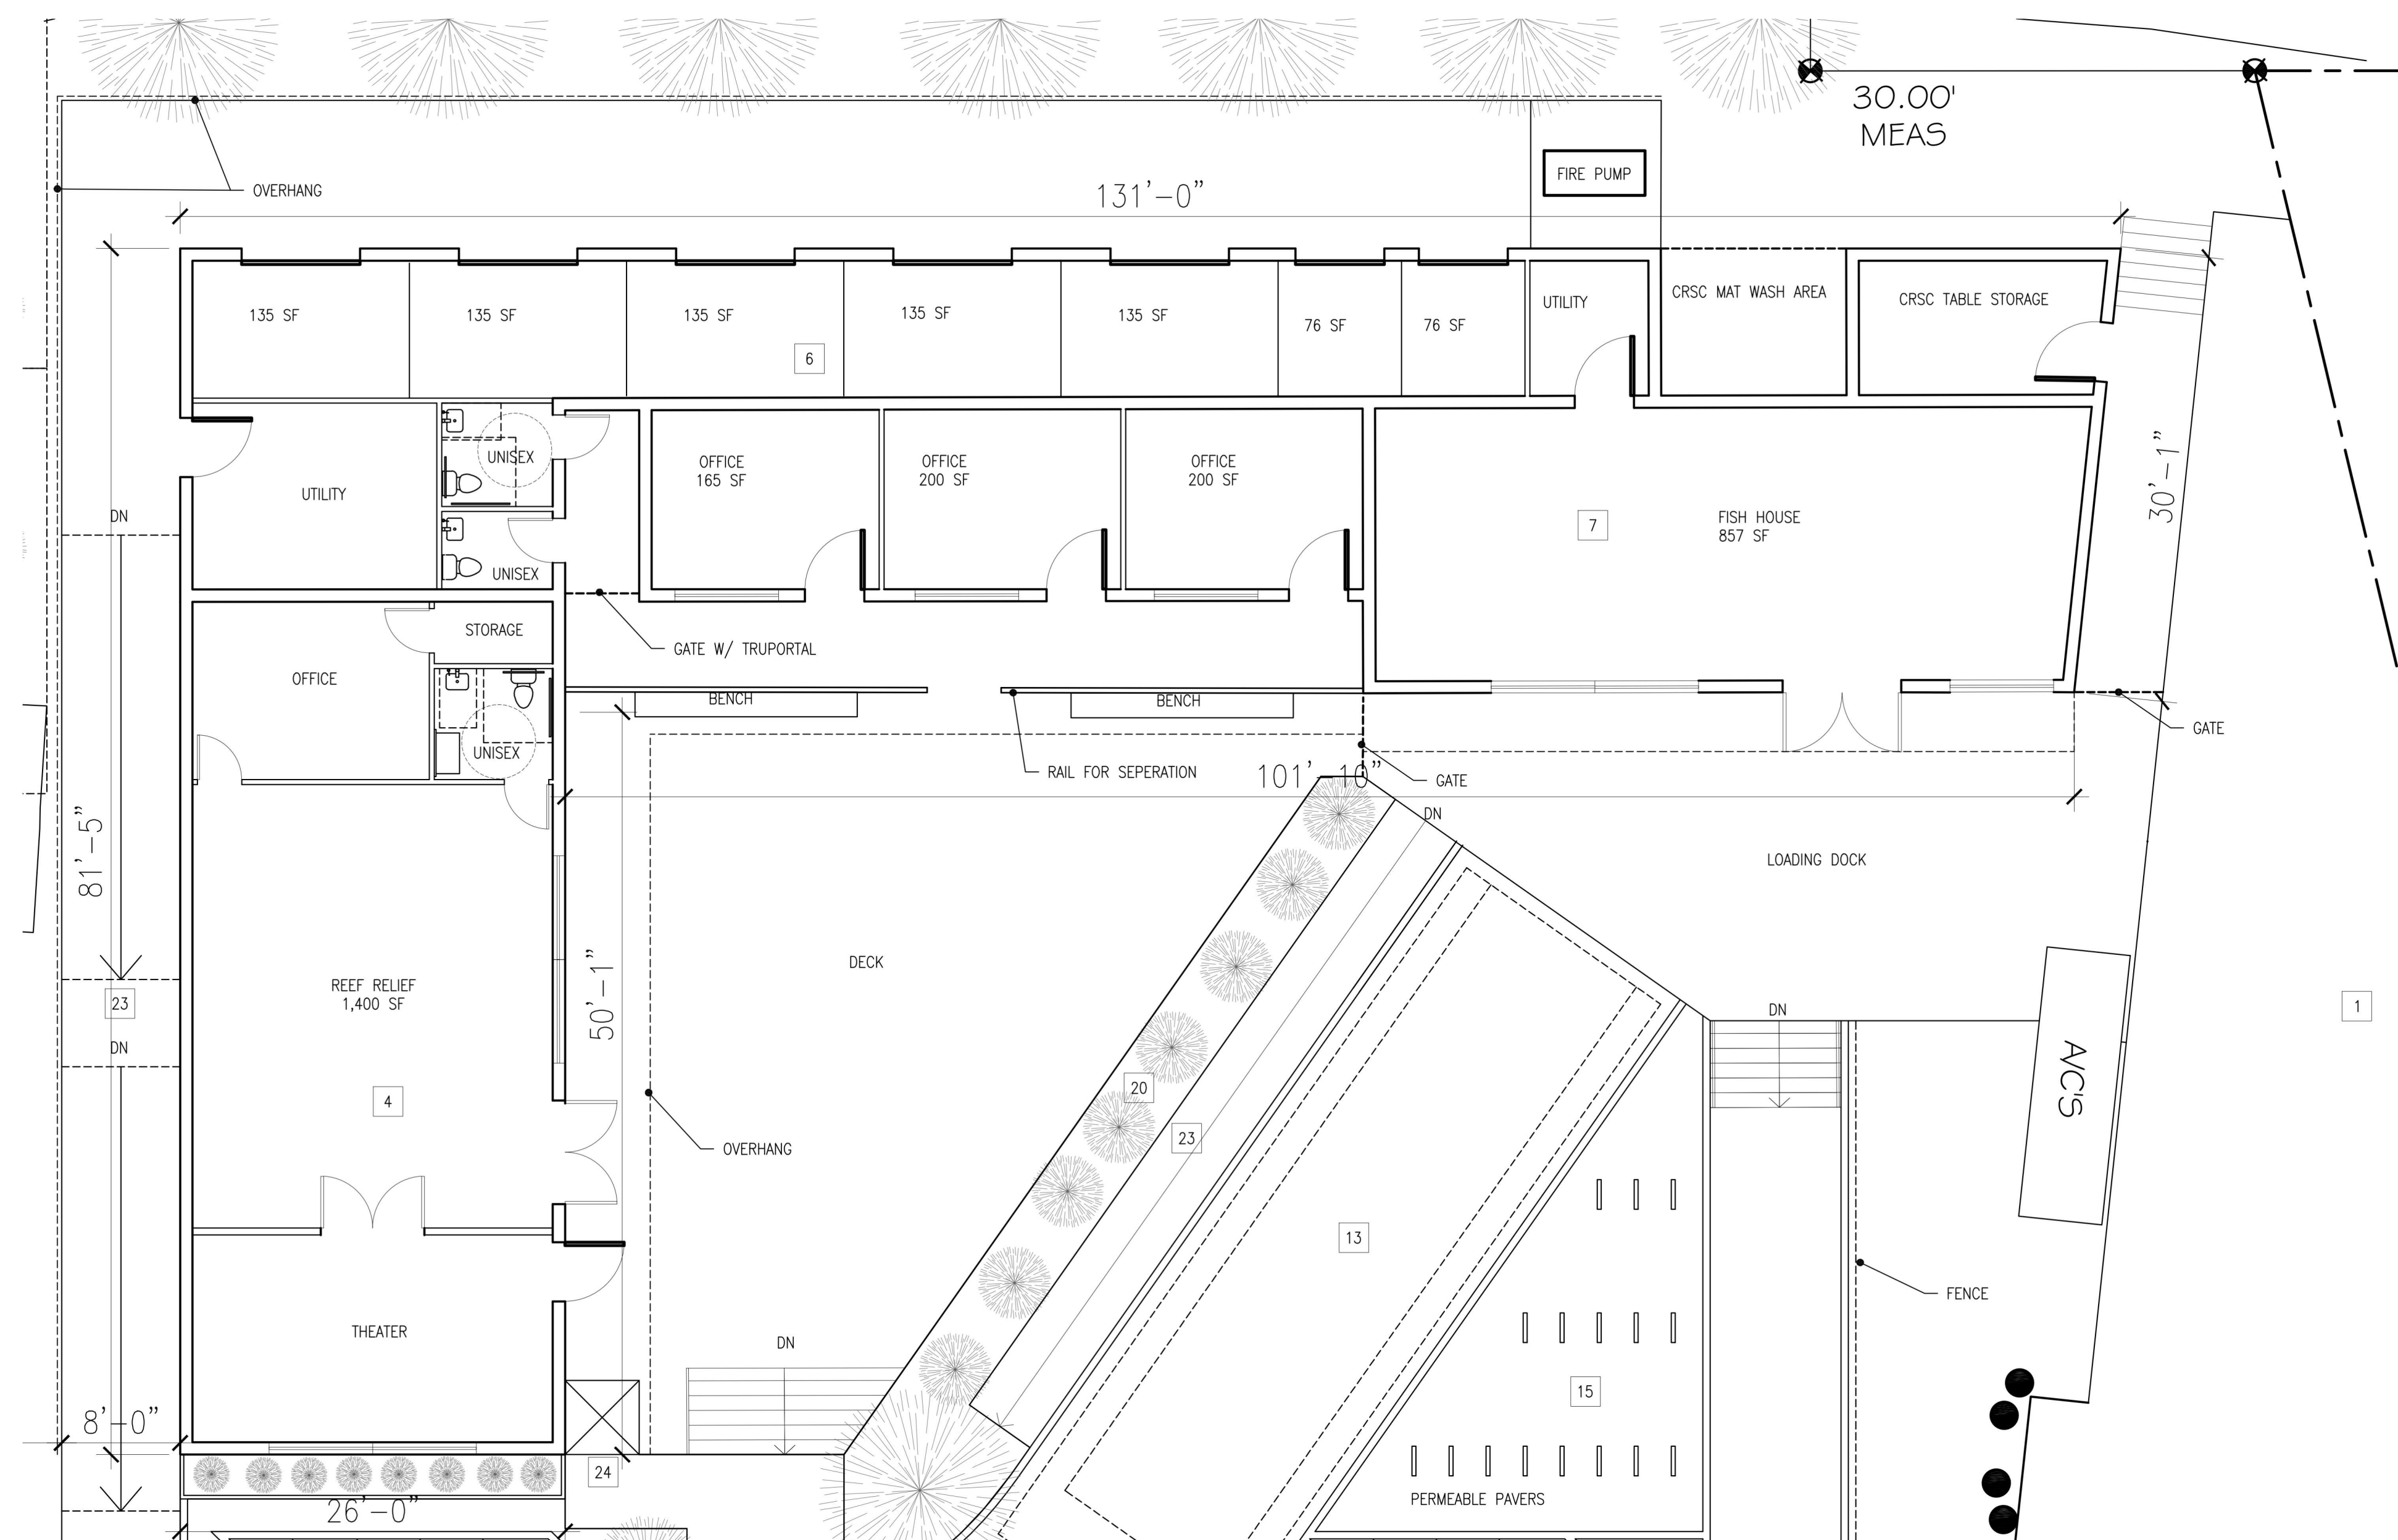 30.00'
MEAS
FIRE PUMP
OVERHANG
131'-0"
135 SF
135 SF
135 SF
135 SF
135 SF
76 SF
76 SF
UTILITY
CRSC MAT WASH AREA
CRSC TABLE STORAGE
6
UNISEX
OFFICE
165 SF
OFFICE
200 SF
OFFICE
200 SF
UTILITY
DN
7
FISH HOUSE
857 SF
30'-1"
UNISEX
STORAGE
GATE W/ TRUPORTAL
OFFICE
BENCH
BENCH
GATE
UNISEX
RAIL FOR SEPERATION
101'-10"
GATE
DN
81'-5"
LOADING DOCK
DECK
50'-1"
REEF RELIEF
1,400 SF
23
DN
1
DN
A/C'S
20
4
23
OVERHANG
13
FENCE
THEATER
DN
15
8'-0"
24
PERMEABLE PAVERS
26'-0"